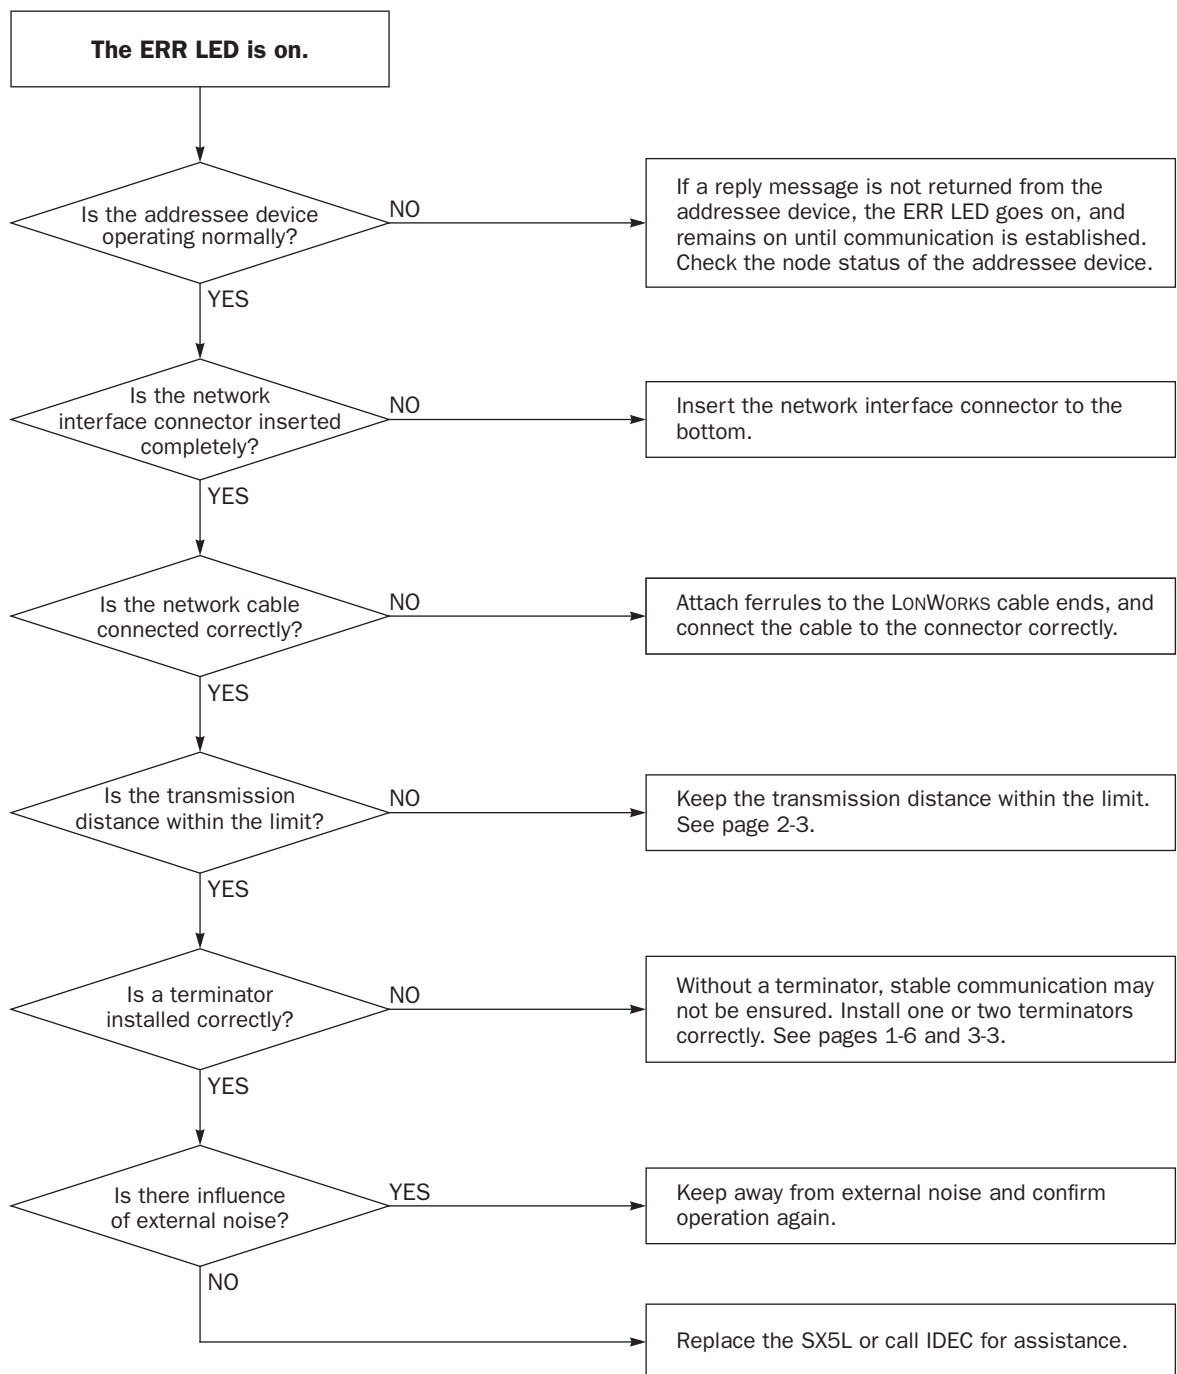 The ERR LED is on.
Is the addressee device
operating normally?
NO
If a reply message is not returned from the
addressee device, the ERR LED goes on, and
remains on until communication is established.
Check the node status of the addressee device.
YES
Is the network
interface connector inserted
completely?
NO
Insert the network interface connector to the
bottom.
YES
Is the network cable
connected correctly?
NO
Attach ferrules to the LONWORKS cable ends, and
connect the cable to the connector correctly.
YES
Is the transmission
distance within the limit?
NO
Keep the transmission distance within the limit.
See page 2-3.
YES
Is a terminator
installed correctly?
NO
Without a terminator, stable communication may
not be ensured. Install one or two terminators
correctly. See pages 1-6 and 3-3.
YES
Is there influence
of external noise?
YES
Keep away from external noise and confirm
operation again.
NO
Replace the SX5L or call IDEC for assistance.